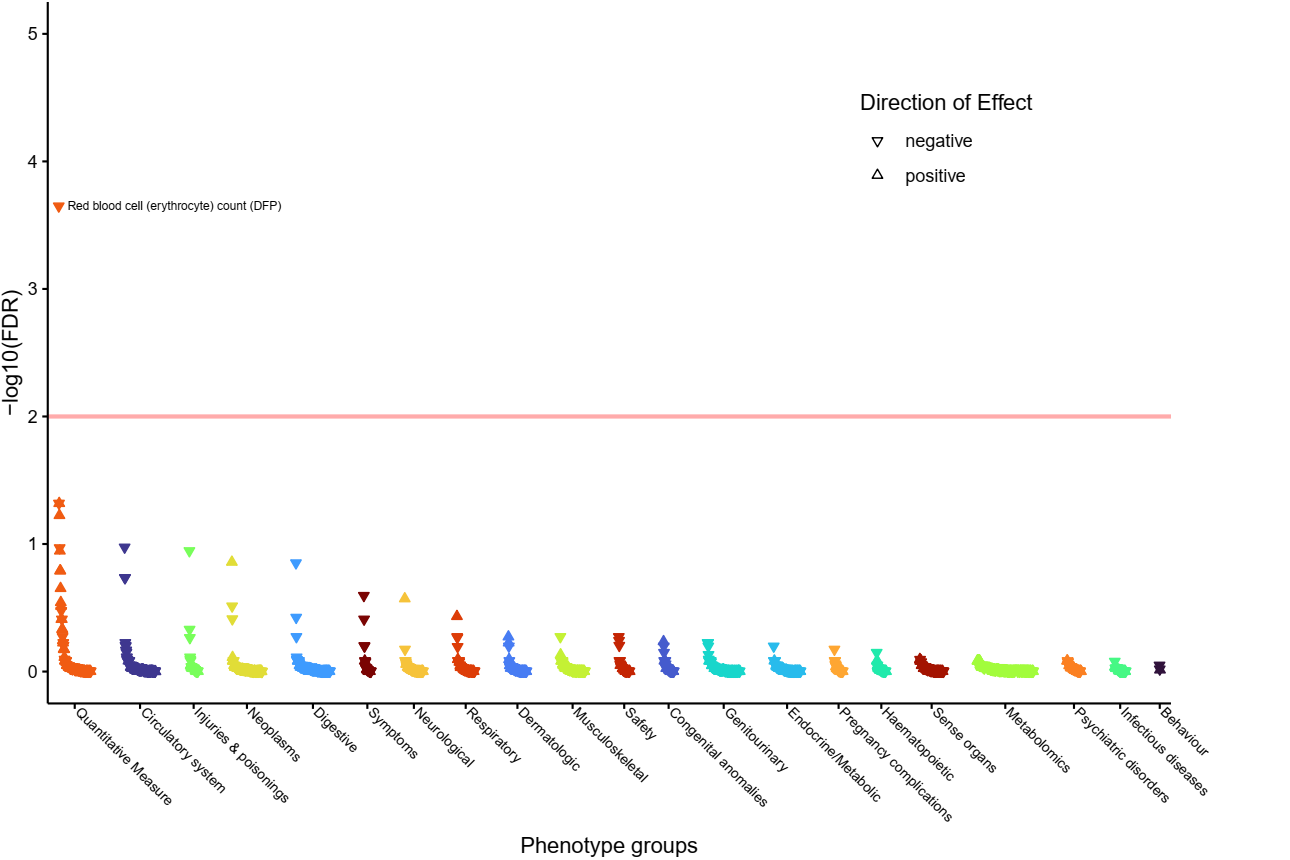 5
4
3
2
1
0
−log10(FDR)
Direction of Effect
negative
positive
Red blood cell (erythrocyte) count (DFP)
Quantitative Measure
Circulatory system
Injuries & poisonings
Neoplasms
Digestive
Symptoms
Neurological
Respiratory
Dermatologic
Musculoskeletal
Safety
Congenital anomalies
Genitourinary
Endocrine/Metabolic
Pregnancy complications
Haematopoietic
Sense organs
Metabolomics
Psychiatric disorders
Infectious diseases
Behaviour
Phenotype groups